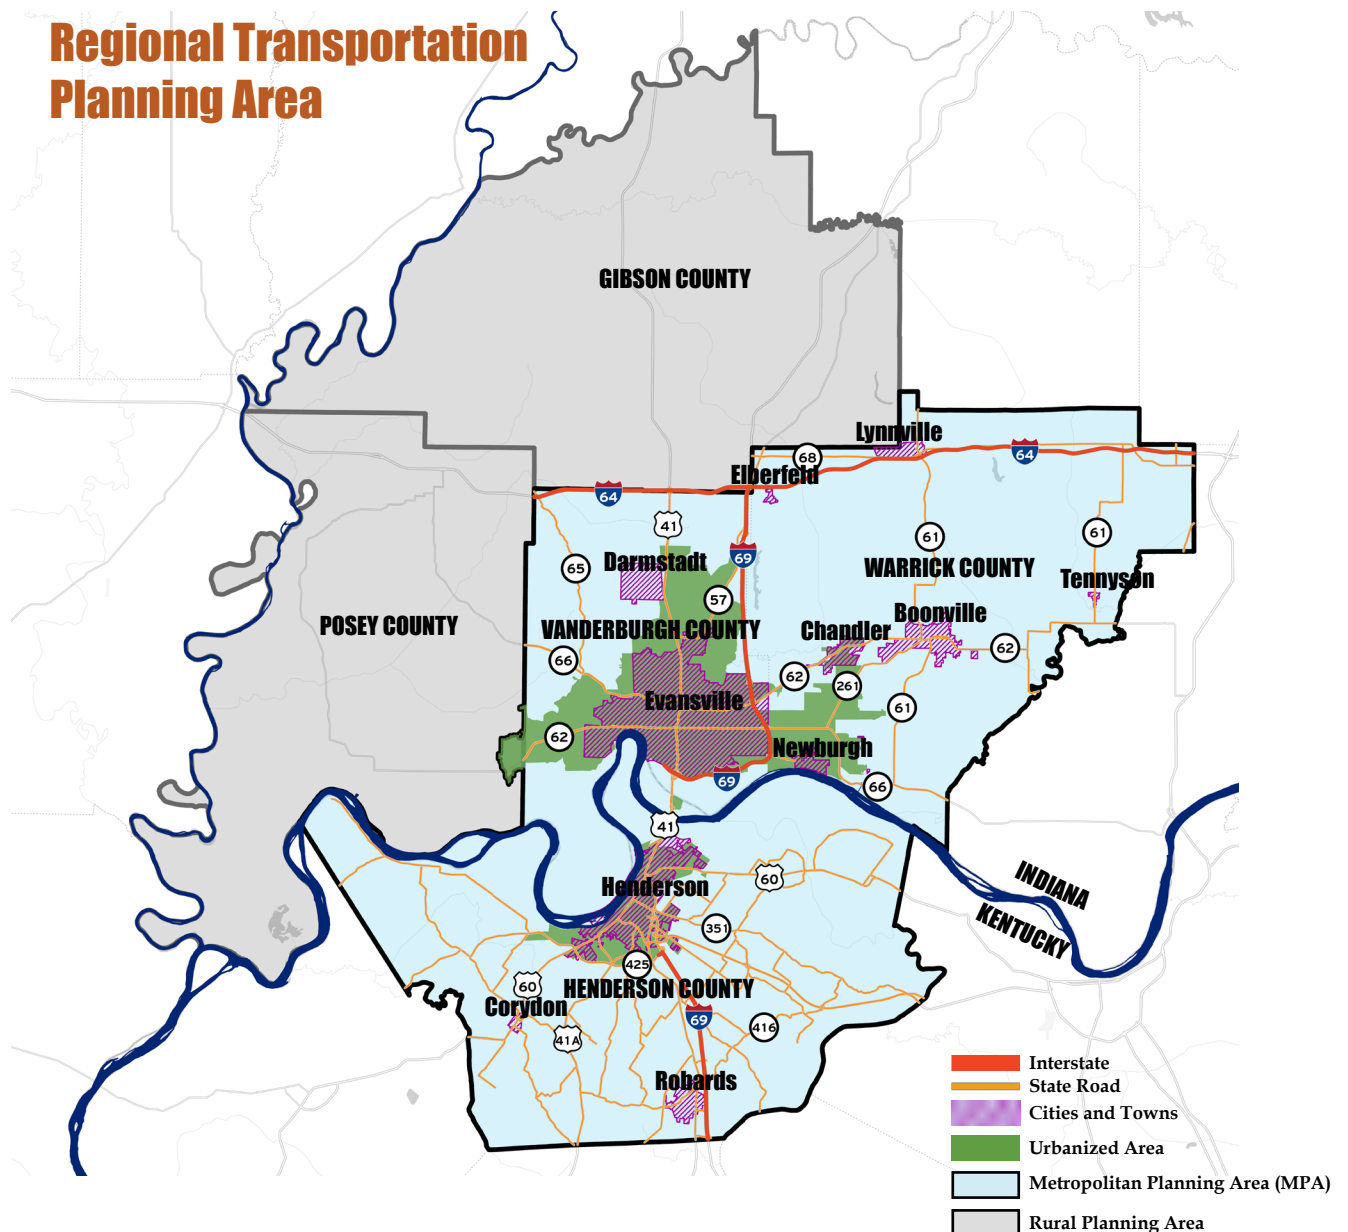 Regional Transportation
Planning Area
GIBSON COUNTY
Lynnville
68
64
Elberfeld
64
41
61
61
69
Darmstadt
65
WARRICK COUNTY
Tennyson
57
Boonville
POSEY COUNTY
VANDERBURGH COUNTY
Chandler
62
66
62
261
Evansville
61
62
Newburgh
69
66
41
INDIANA
KENTUCKY
60
Henderson
351
425
60
HENDERSON COUNTY
Corydon
69
416
41A
Robards
Interstate
State Road
Cities and Towns
Urbanized Area
Metropolitan Planning Area (MPA)
Rural Planning Area